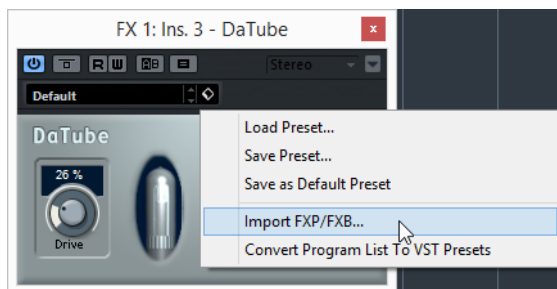 FX 1: Ins. 3 - DaTube
x
R W AB Stereo
Default
Load Preset...
Save Preset...
Save as Default Preset
Import FXP/FXB...
Convert Program List To VST Presets
DaTube
26 %
Drive